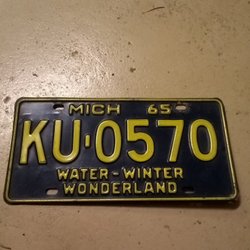 MICH 65
KU-0570
WATER-WINTER
WONDERLAND